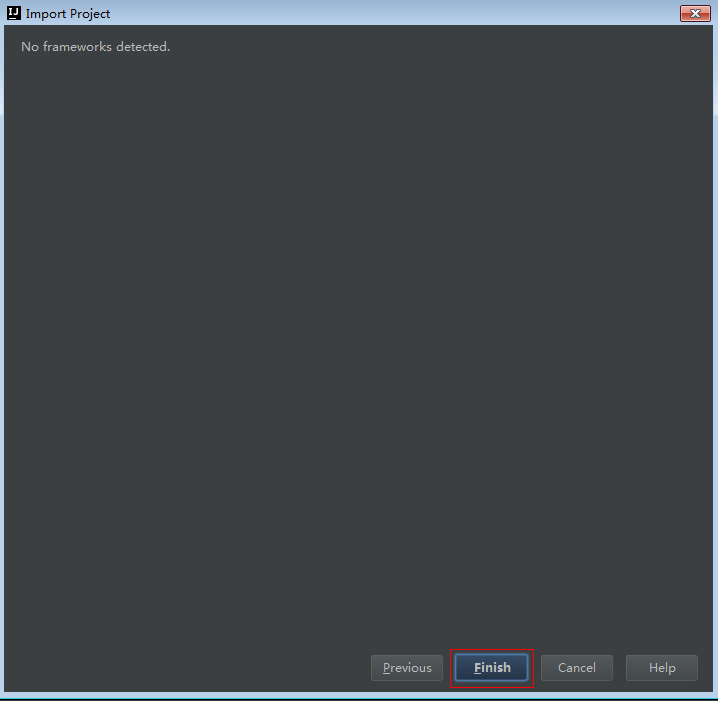 IJ Import Project
No frameworks detected.
Previous Finish Cancel Help